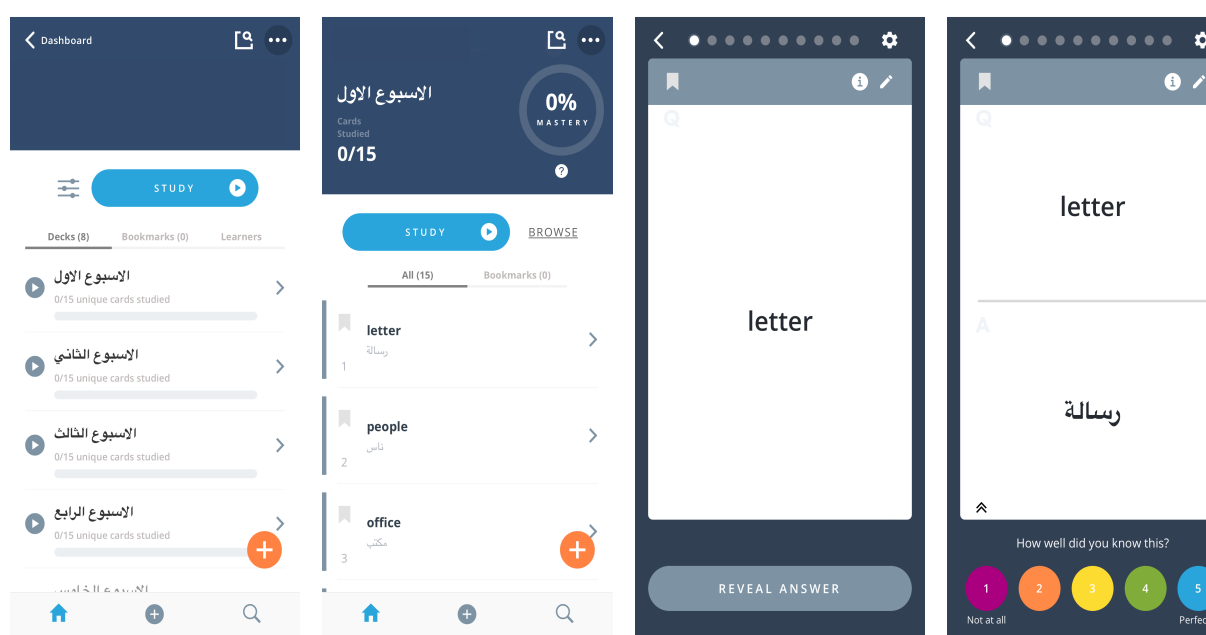 Dashboard
STUDY
Decks (8)
Bookmarks (0)
Learners
الاسبوع الاول
0/15 unique cards studied
الاسبوع الثاني
0/15 unique cards studied
الاسبوع الثالث
0/15 unique cards studied
الاسبوع الرابع
0/15 unique cards studied
الاسبوع الخامس
الاسبوع الاول
Cards
Studied
0/15
0%
MASTERY
?
STUDY
BROWSE
All (15)
Bookmarks (0)
letter
رسالة
1
people
ناس
2
office
مكتب
3
Q
letter
REVEAL ANSWER
Q
letter
A
رسالة
How well did you know this?
1
2
3
4
5
Not at all
Perfec